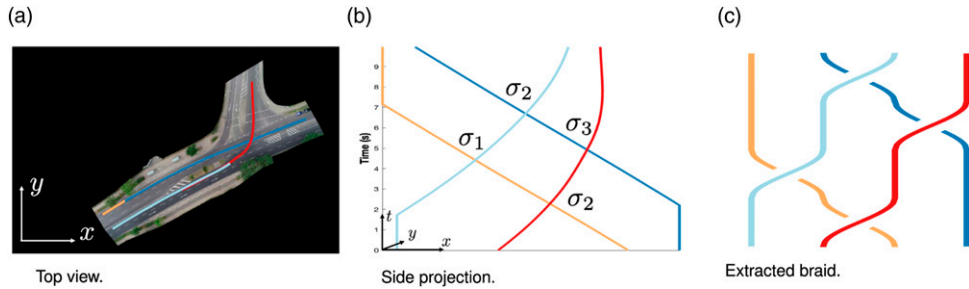 (a)
y
x
Top view.
(b)
Time (s)
9
8
7
6
5
4
3
2
1
0
σ2
σ1
σ3
σ2
t
y
x
Side projection.
(c)
Extracted braid.